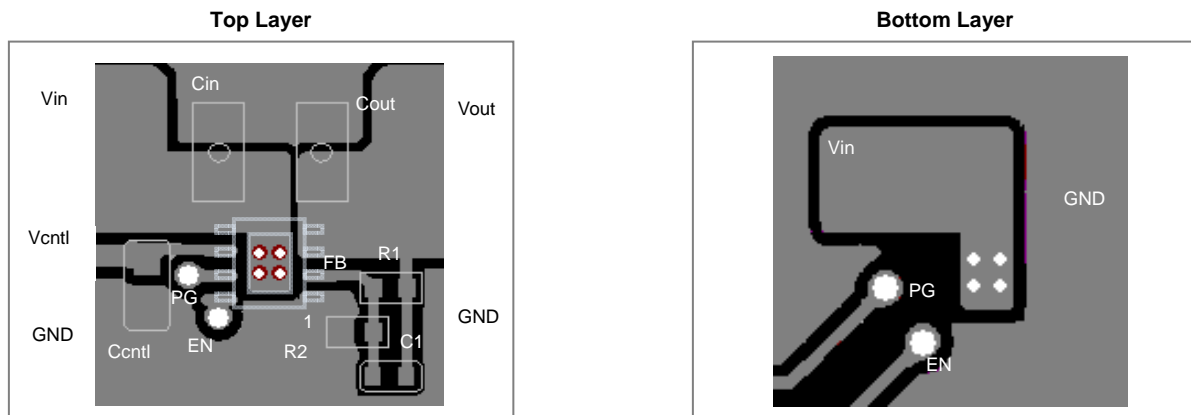 Top Layer
Bottom Layer
Cin
Vin
Cout
Vout
Vcntl
FB
R1
PG
1
GND
EN
R2
C1
GND
Ccntl
Vin
GND
PG
EN